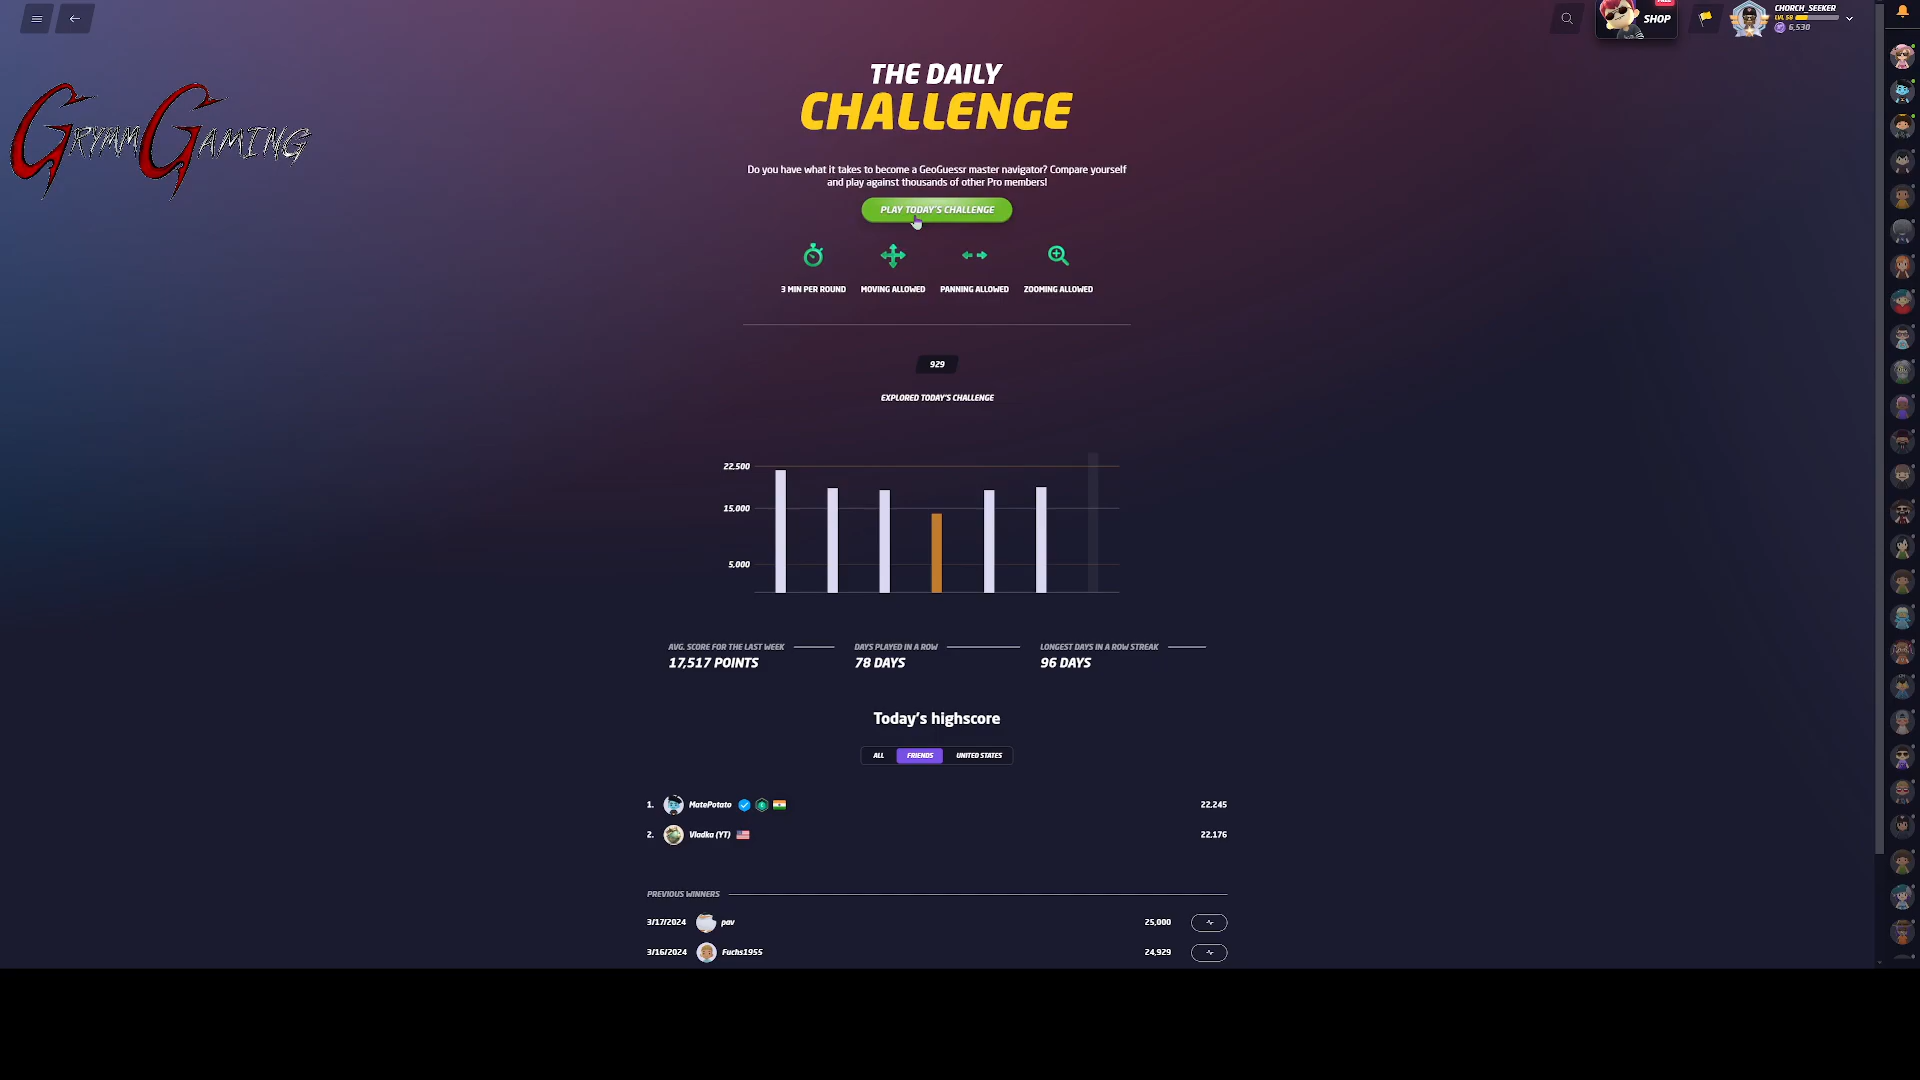 SHOP
CHORCH_SEEKER
LVL 58
6,530
GRYMM GAMING
THE DAILY
CHALLENGE
Do you have what it takes to become a GeoGuessr master navigator? Compare yourself
and play against thousands of other Pro members!
PLAY TODAY'S CHALLENGE
3 MIN PER ROUND MOVING ALLOWED PANNING ALLOWED ZOOMING ALLOWED
929
EXPLORED TODAY'S CHALLENGE
22.500
15.000
5.000
AVG. SCORE FOR THE LAST WEEK DAYS PLAYED IN A ROW LONGEST DAYS IN A ROW STREAK
17,517 POINTS 78 DAYS 96 DAYS
Today's highscore
ALL FRIENDS UNITED STATES
1. MatePotato 22.245
2. Vladka (YT) 22.176
PREVIOUS WINNERS
3/17/2024 pav 25,000
3/16/2024 Fuchs1955 24,929